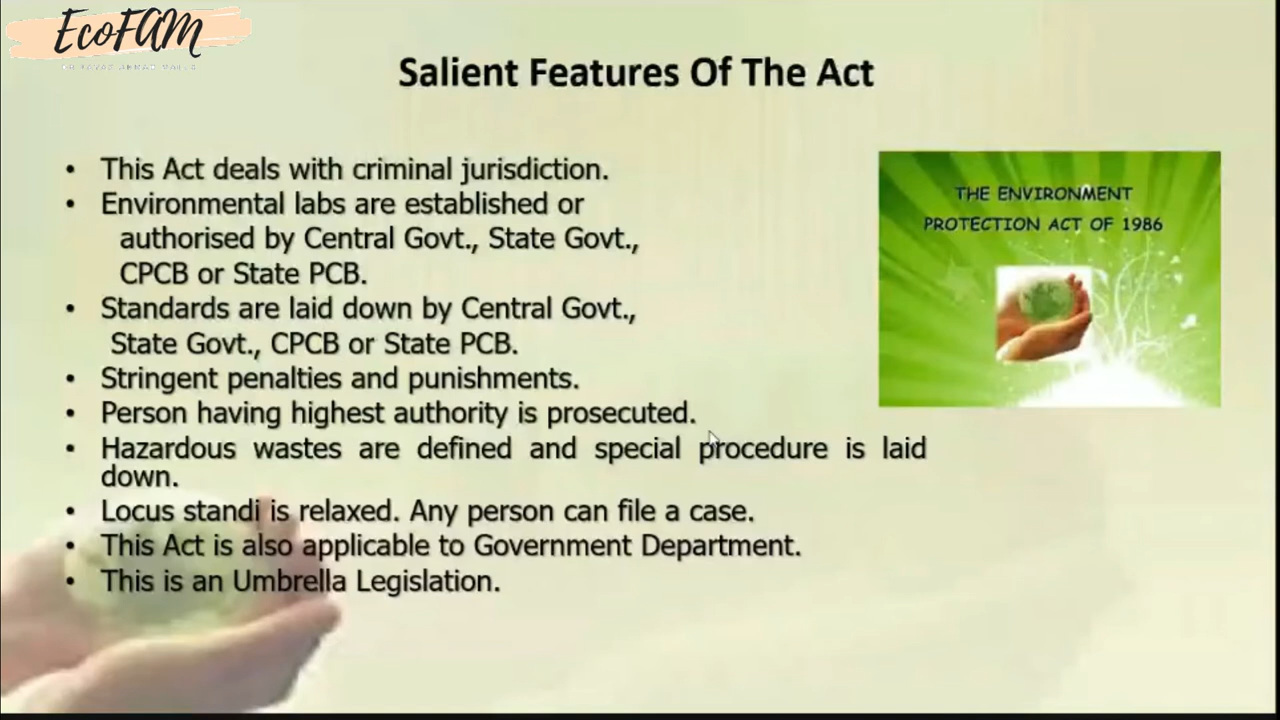 EcoFAM
Salient Features Of The Act
• This Act deals with criminal jurisdiction.
• Environmental labs are established or
authorised by Central Govt., State Govt.,
CPCB or State PCB.
• Standards are laid down by Central Govt.,
State Govt., CPCB or State PCB.
• Stringent penalties and punishments.
• Person having highest authority is prosecuted.
• Hazardous wastes are defined and special procedure is laid
down.
• Locus standi is relaxed. Any person can file a case.
• This Act is also applicable to Government Department.
• This is an Umbrella Legislation.
THE ENVIRONMENT
PROTECTION ACT OF 1986